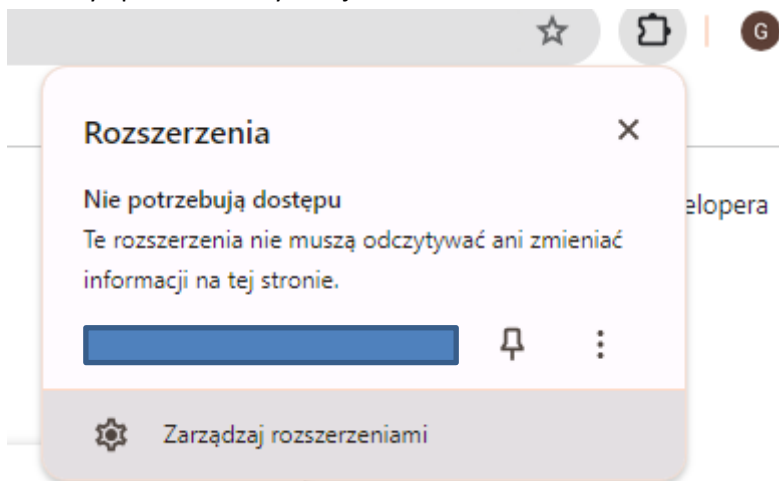 G
Rozszerzenia
elopera
Nie potrzebują dostępu
Te rozszerzenia nie muszą odczytywać ani zmieniać
informacji na tej stronie.
Zarządzaj rozszerzeniami